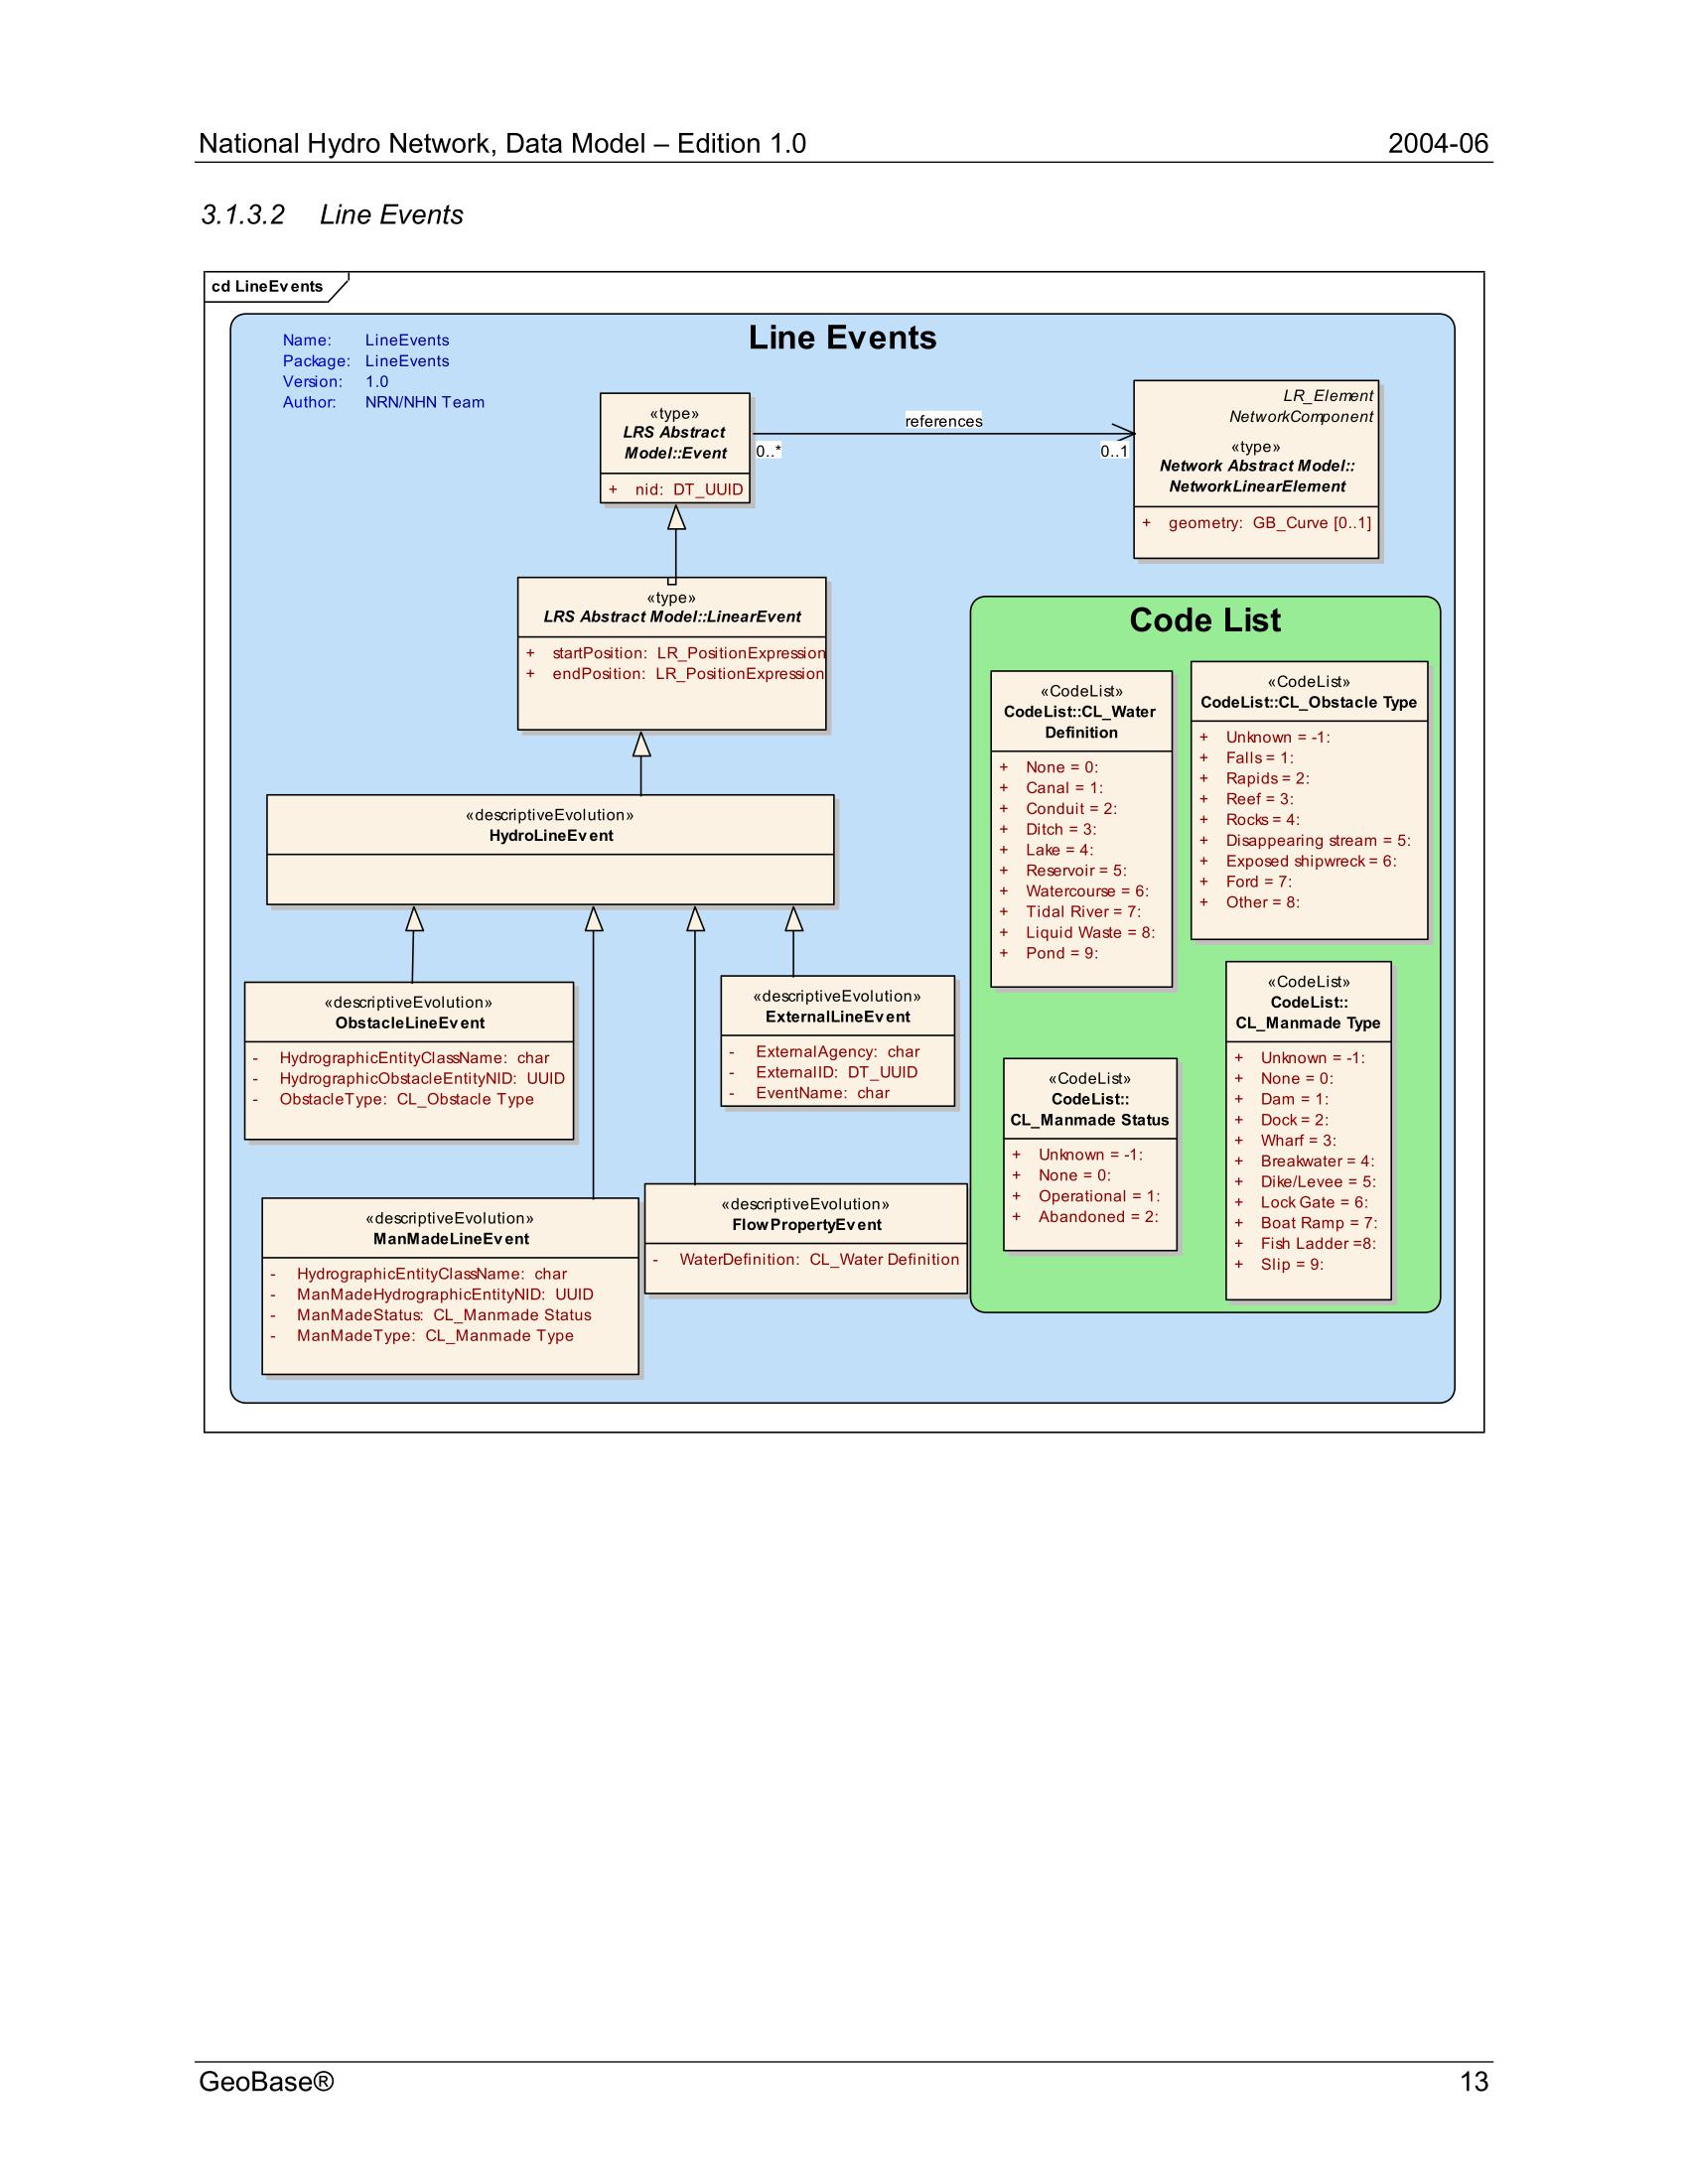 National Hydro Network, Data Model – Edition 1.0 2004-06
3.1.3.2 Line Events
cd LineEvents
Line Events
Name: LineEvents
Package: LineEvents
Version: 1.0
Author: NRN/NHN Team
«type»
LRS Abstract
Model::Event
+ nid: DT_UUID
references
0..*
0..1
LR_Element
NetworkComponent
«type»
Network Abstract Model::
NetworkLinearElement
+ geometry: GB_Curve [0..1]
«type»
LRS Abstract Model::LinearEvent
+ startPosition: LR_PositionExpression
+ endPosition: LR_PositionExpression
«descriptiveEvolution»
HydroLineEvent
«descriptiveEvolution»
ObstacleLineEvent
- HydrographicEntityClassName: char
- HydrographicObstacleEntityNID: UUID
- ObstacleType: CL_Obstacle Type
«descriptiveEvolution»
ExternalLineEvent
- ExternalAgency: char
- ExternalID: DT_UUID
- EventName: char
«descriptiveEvolution»
ManMadeLineEvent
- HydrographicEntityClassName: char
- ManMadeHydrographicEntityNID: UUID
- ManMadeStatus: CL_Manmade Status
- ManMadeType: CL_Manmade Type
«descriptiveEvolution»
FlowPropertyEvent
- WaterDefinition: CL_Water Definition
Code List
«CodeList»
CodeList::CL_Water
Definition
+ None = 0:
+ Canal = 1:
+ Conduit = 2:
+ Ditch = 3:
+ Lake = 4:
+ Reservoir = 5:
+ Watercourse = 6:
+ Tidal River = 7:
+ Liquid Waste = 8:
+ Pond = 9:
«CodeList»
CodeList::CL_Obstacle Type
+ Unknown = -1:
+ Falls = 1:
+ Rapids = 2:
+ Reef = 3:
+ Rocks = 4:
+ Disappearing stream = 5:
+ Exposed shipwreck = 6:
+ Ford = 7:
+ Other = 8:
«CodeList»
CodeList::
CL_Manmade Status
+ Unknown = -1:
+ None = 0:
+ Operational = 1:
+ Abandoned = 2:
«CodeList»
CodeList::
CL_Manmade Type
+ Unknown = -1:
+ None = 0:
+ Dam = 1:
+ Dock = 2:
+ Wharf = 3:
+ Breakwater = 4:
+ Dike/Levee = 5:
+ Lock Gate = 6:
+ Boat Ramp = 7:
+ Fish Ladder =8:
+ Slip = 9:
GeoBase® 13